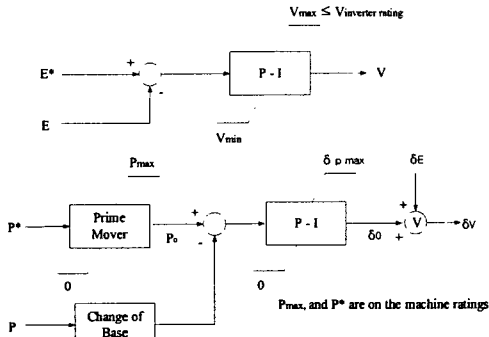 Vmax ≤ Vinverter rating
E*
+
-
P - I
V
E
Vmin
Pmax
δ p max
δE
P*
Prime
Mover
Po
+
-
P - I
δ0
+
+
V
δV
0
0
Pmax, and P* are on the machine ratings
P
Change of
Base